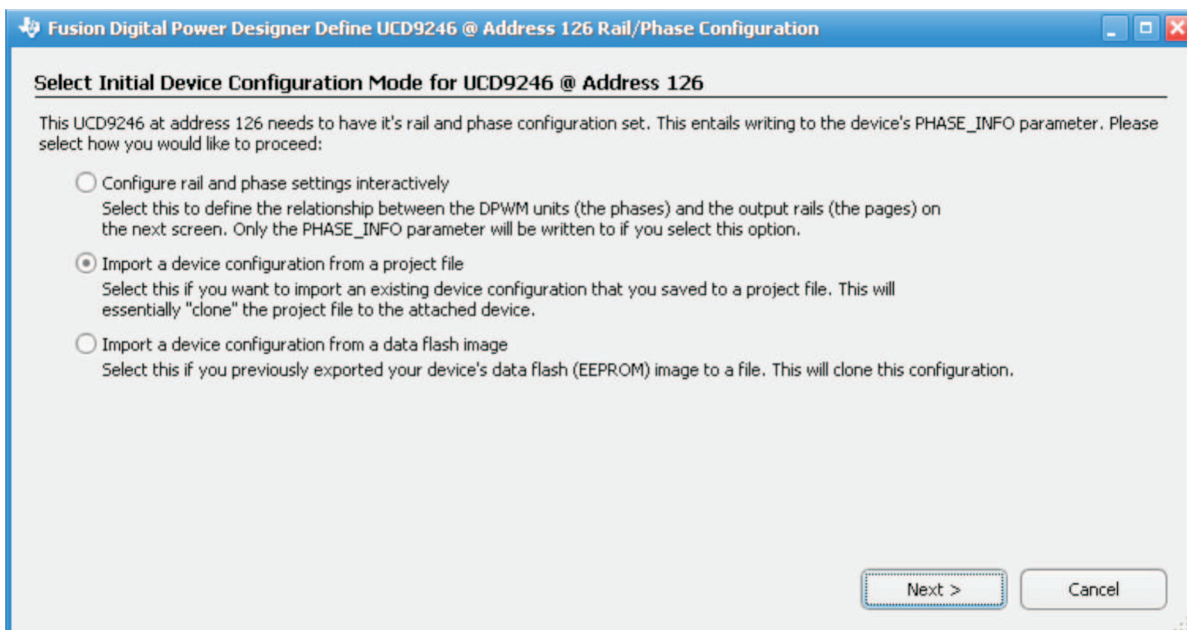 Fusion Digital Power Designer Define UCD9246 @ Address 126 Rail/Phase Configuration
Select Initial Device Configuration Mode for UCD9246 @ Address 126
This UCD9246 at address 126 needs to have it's rail and phase configuration set. This entails writing to the device's PHASE_INFO parameter. Please
select how you would like to proceed:
Configure rail and phase settings interactively
Select this to define the relationship between the DPWM units (the phases) and the output rails (the pages) on
the next screen. Only the PHASE_INFO parameter will be written to if you select this option.
Import a device configuration from a project file
Select this if you want to import an existing device configuration that you saved to a project file. This will
essentially "clone" the project file to the attached device.
Import a device configuration from a data flash image
Select this if you previously exported your device's data flash (EEPROM) image to a file. This will clone this configuration.
Next >
Cancel